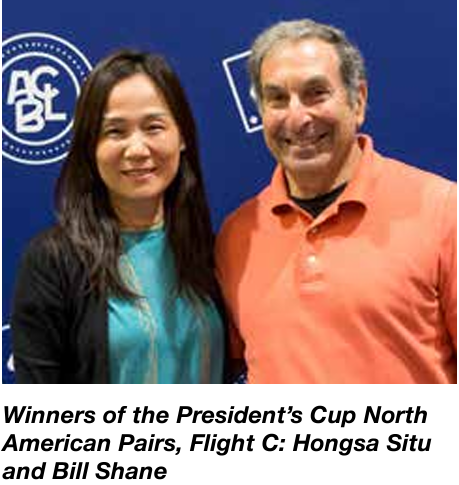 ACBL
Winners of the President's Cup North
American Pairs, Flight C: Hongsa Situ
and Bill Shane